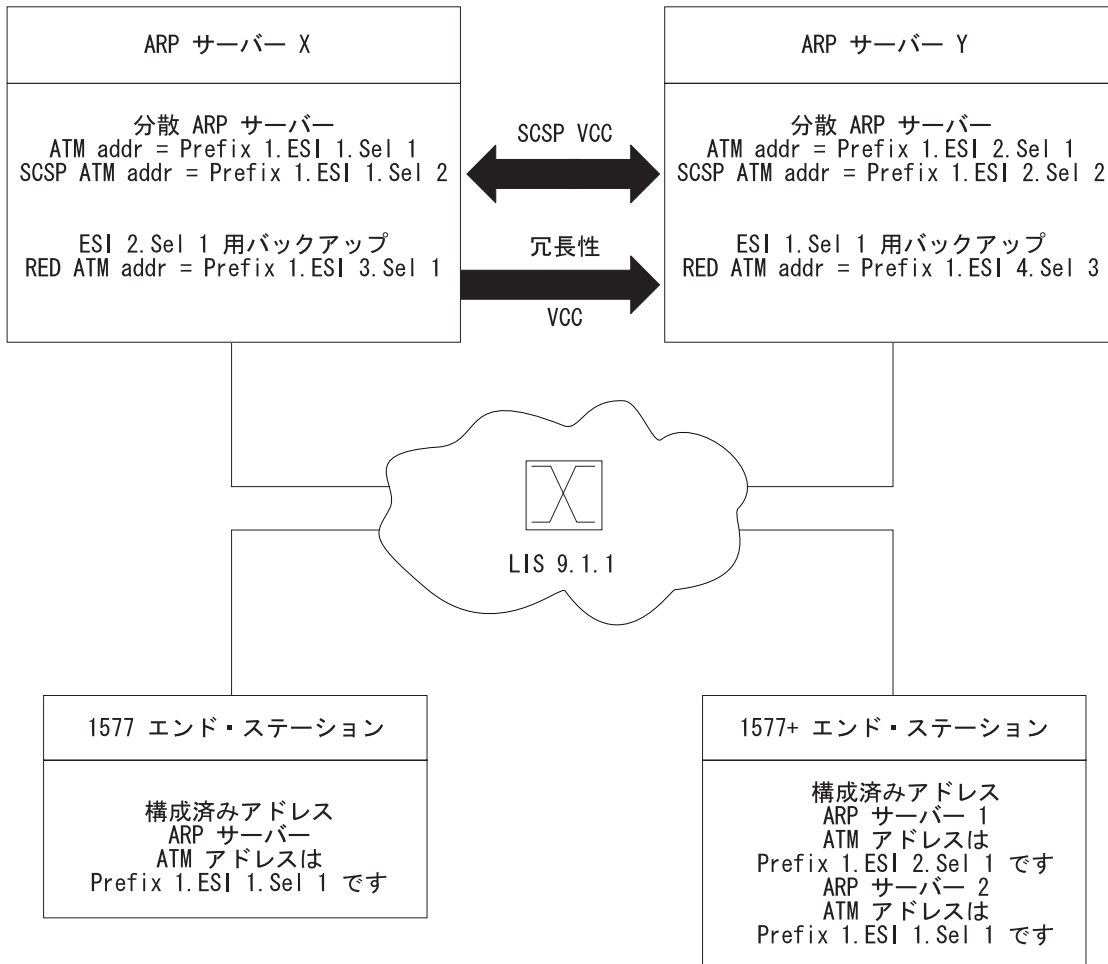 ARP サーバー X
分散 ARP サーバー
ATM addr = Prefix 1.ESI 1.Sel 1
SCSP ATM addr = Prefix 1.ESI 1.Sel 2
ESI 2.Sel 1 用バックアップ
RED ATM addr = Prefix 1.ESI 3.Sel 1
SCSP VCC
冗長性
VCC
ARP サーバー Y
分散 ARP サーバー
ATM addr = Prefix 1.ESI 2.Sel 1
SCSP ATM addr = Prefix 1.ESI 2.Sel 2
ESI 1.Sel 1 用バックアップ
RED ATM addr = Prefix 1.ESI 4.Sel 3
LIS 9.1.1
1577 エンド・ステーション
構成済みアドレス
ARP サーバー
ATM アドレスは
Prefix 1.ESI 1.Sel 1 です
1577+ エンド・ステーション
構成済みアドレス
ARP サーバー 1
ATM アドレスは
Prefix 1.ESI 2.Sel 1 です
ARP サーバー 2
ATM アドレスは
Prefix 1.ESI 1.Sel 1 です